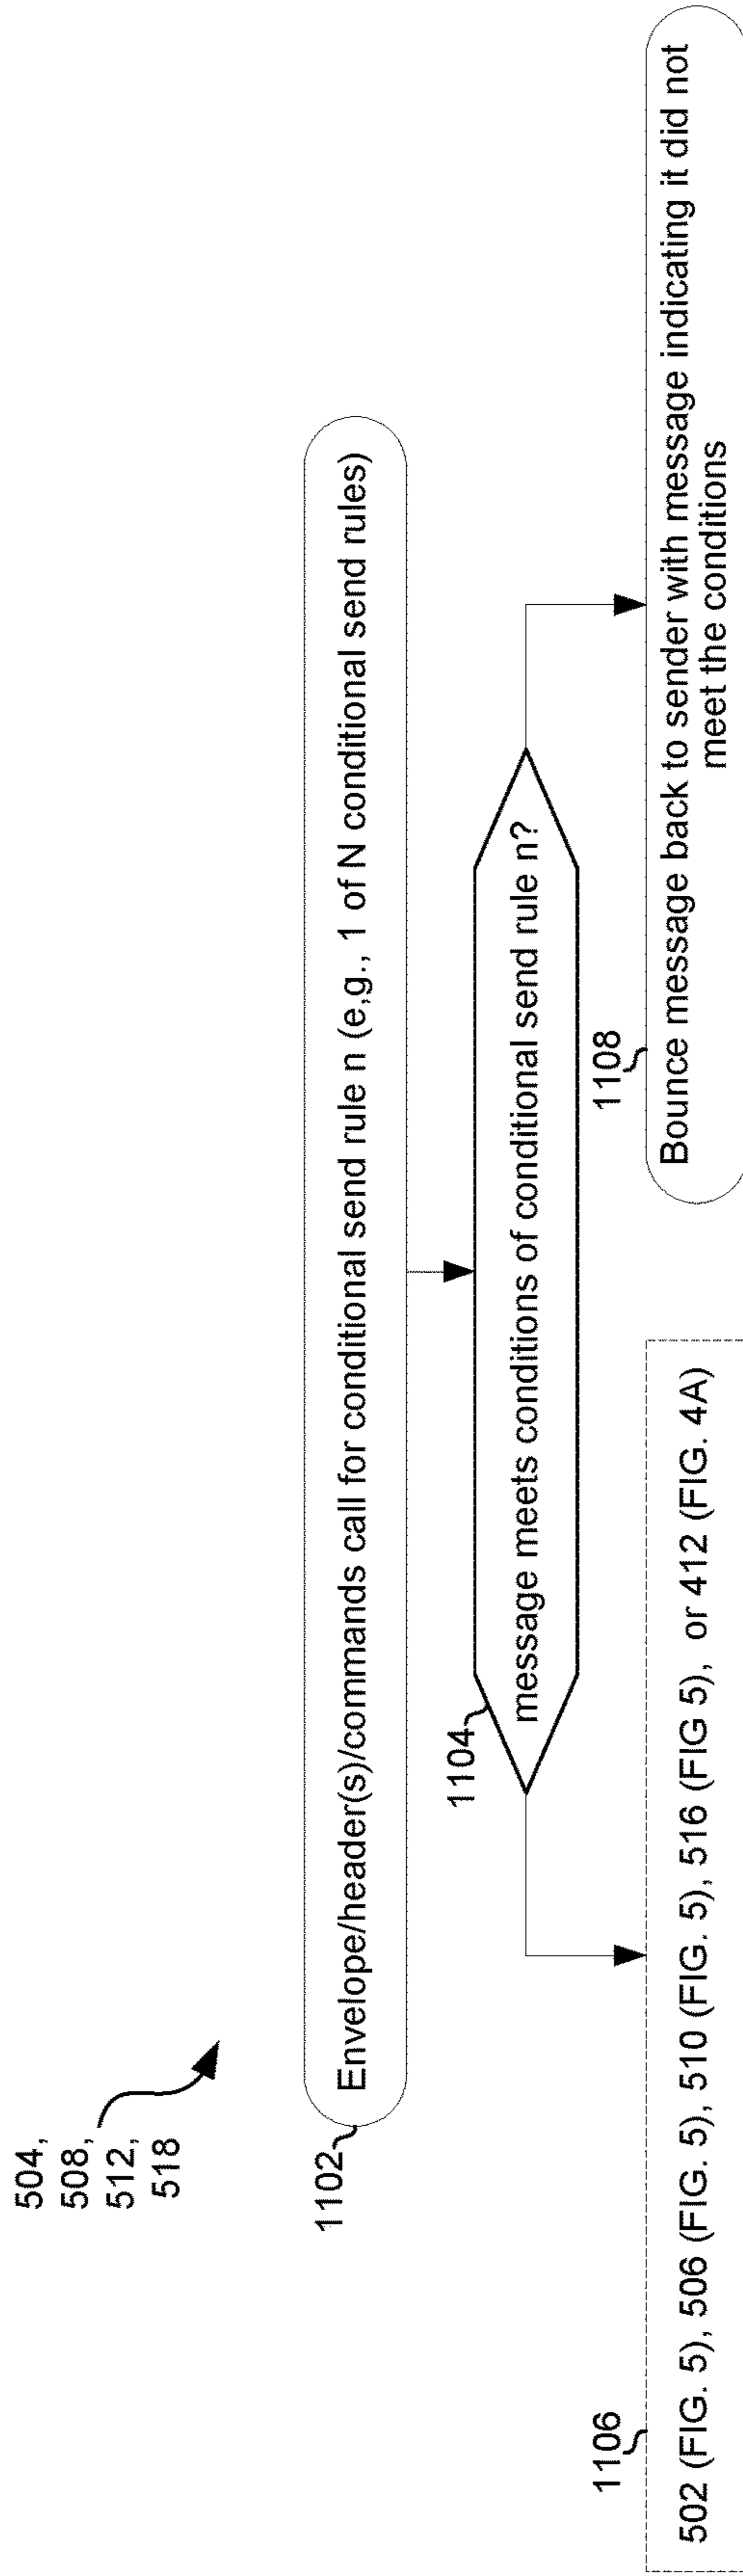 504,
508,
512,
518
1102
Envelope/header(s)/commands call for conditional send rule n (e,g., 1 of N conditional send rules)
1104
message meets conditions of conditional send rule n?
1106
502 (FIG. 5), 506 (FIG. 5), 510 (FIG. 5), 516 (FIG 5), or 412 (FIG. 4A)
1108
Bounce message back to sender with message indicating it did not
meet the conditions